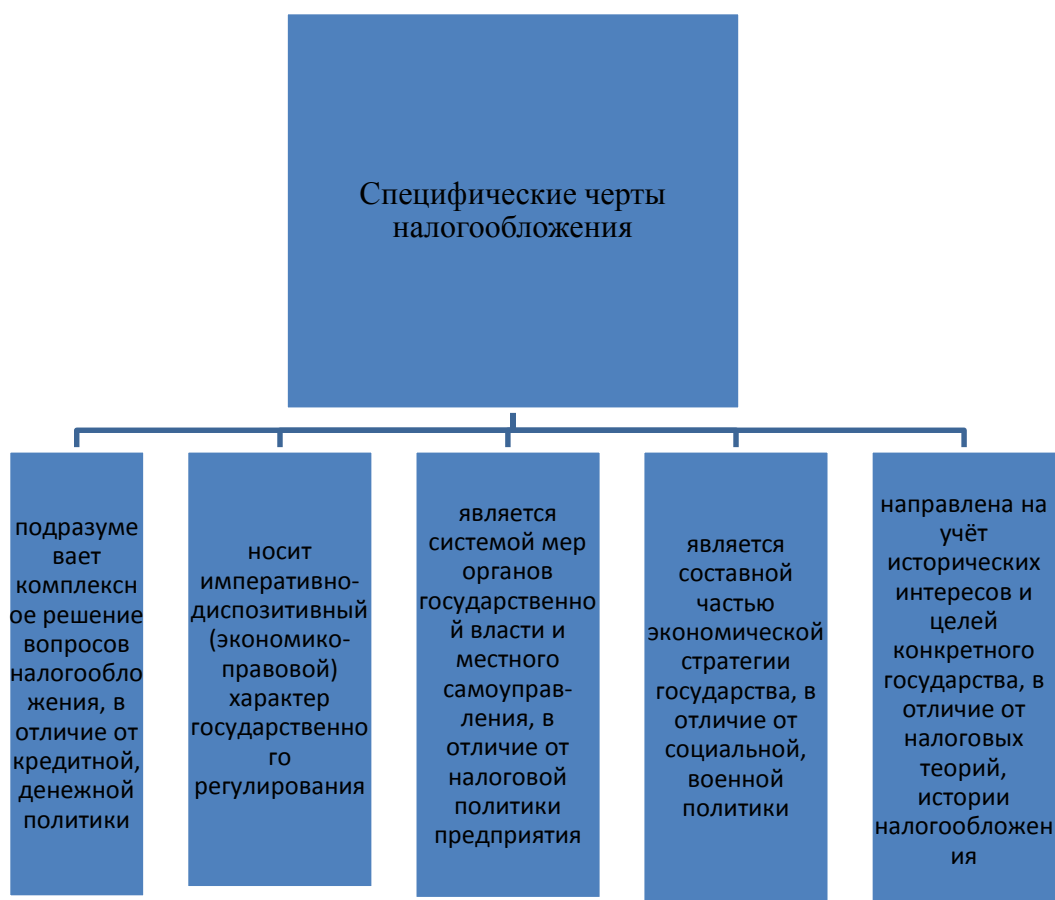 Специфические черты
налогообложения
подразуме
вает
комплексн
ое решение
вопросов
налогообло
жения, в
отличие от
кредитной,
денежной
политики
носит
императивно-
диспозитивный
(экономико-
правовой)
характер
государственно
го
регулирования
является
системой мер
органов
государственно
й власти и
местного
самоуправ-
ления, в
отличие от
налоговой
политики
предприятия
является
составной
частью
экономической
стратегии
государства, в
отличие от
социальной,
военной
политики
направлена на
учёт
исторических
интересов и
целей
конкретного
государства, в
отличие от
налоговых
теорий,
истории
налогообложен
ия